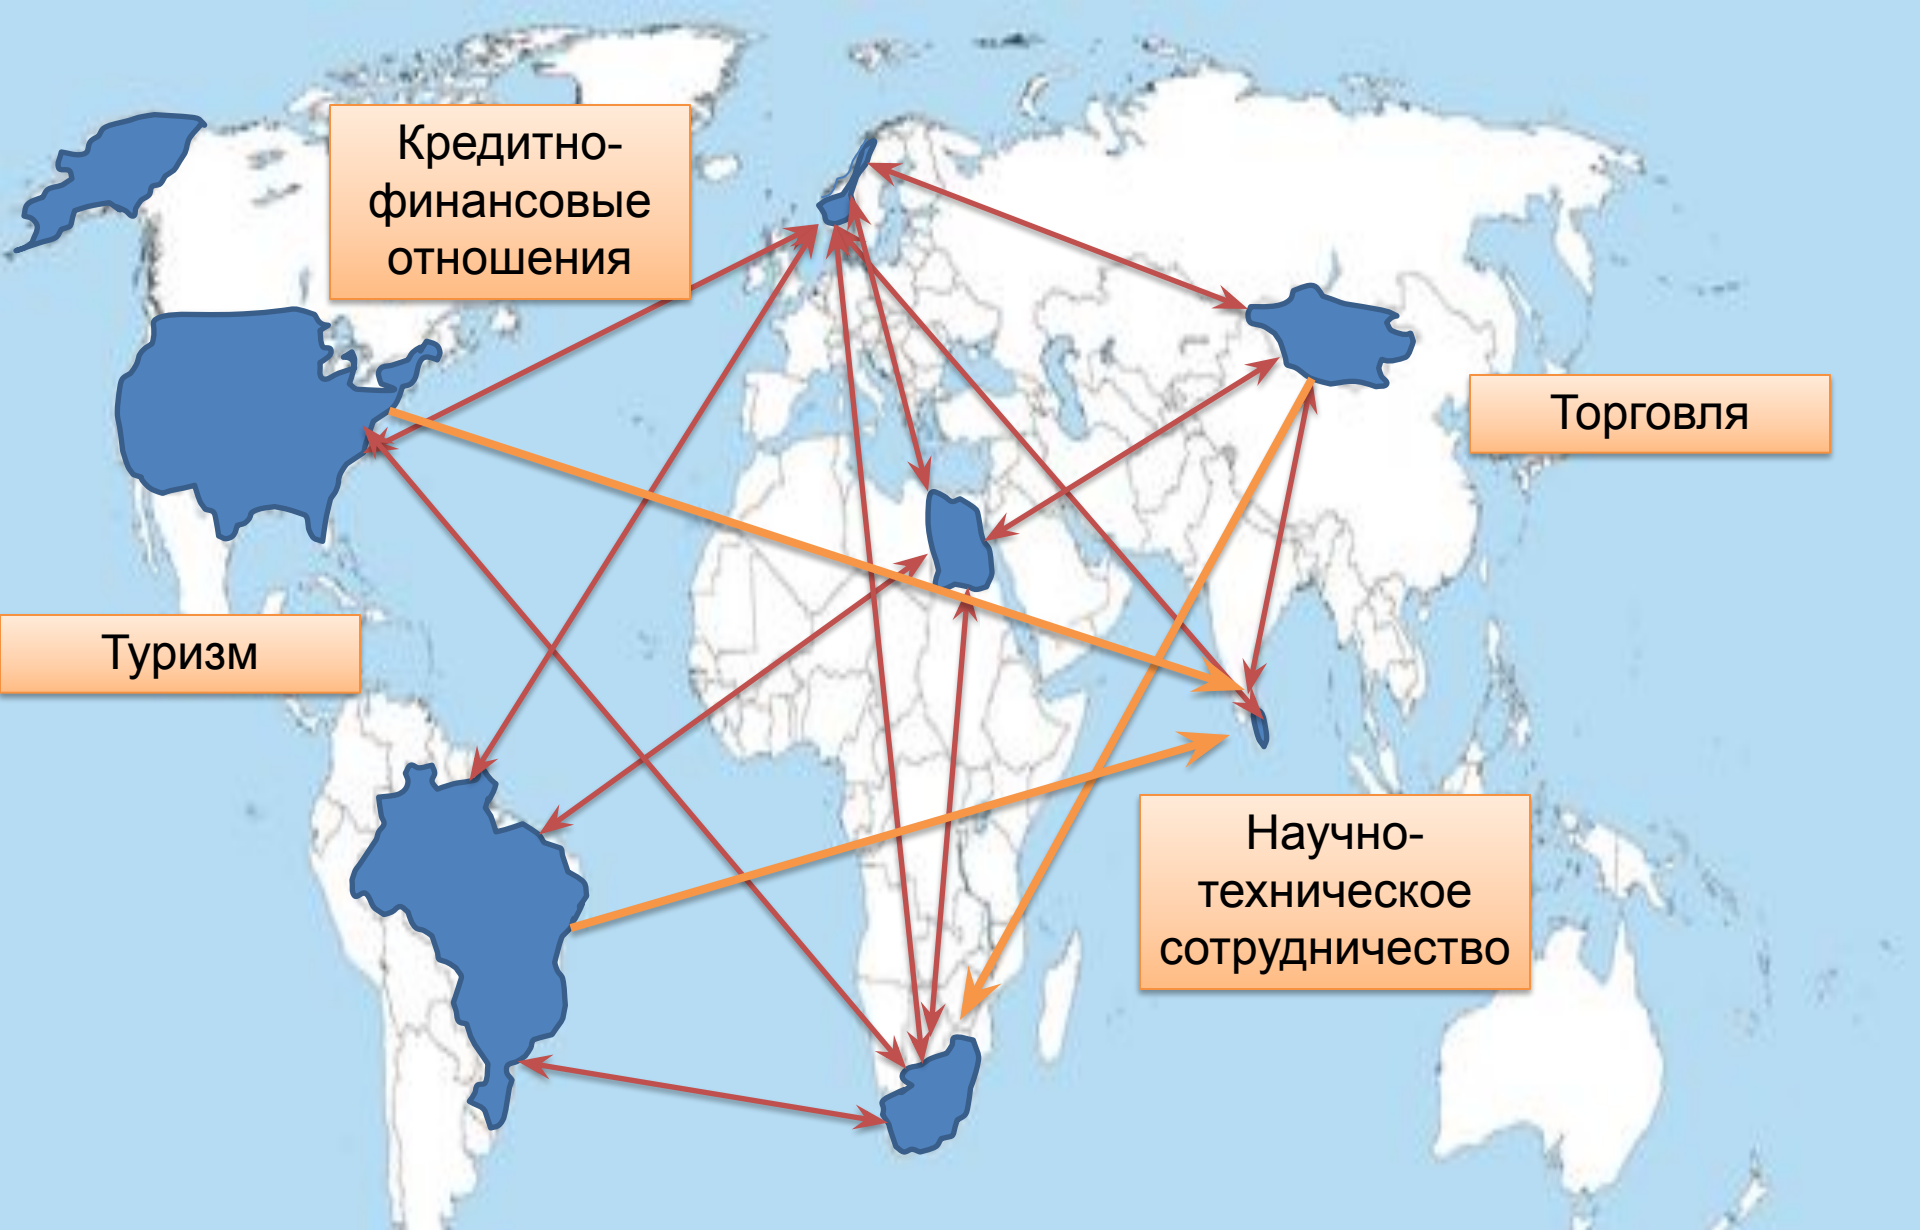 Кредитно-
финансовые
отношения
Торговля
Туризм
Научно-
техническое
сотрудничество